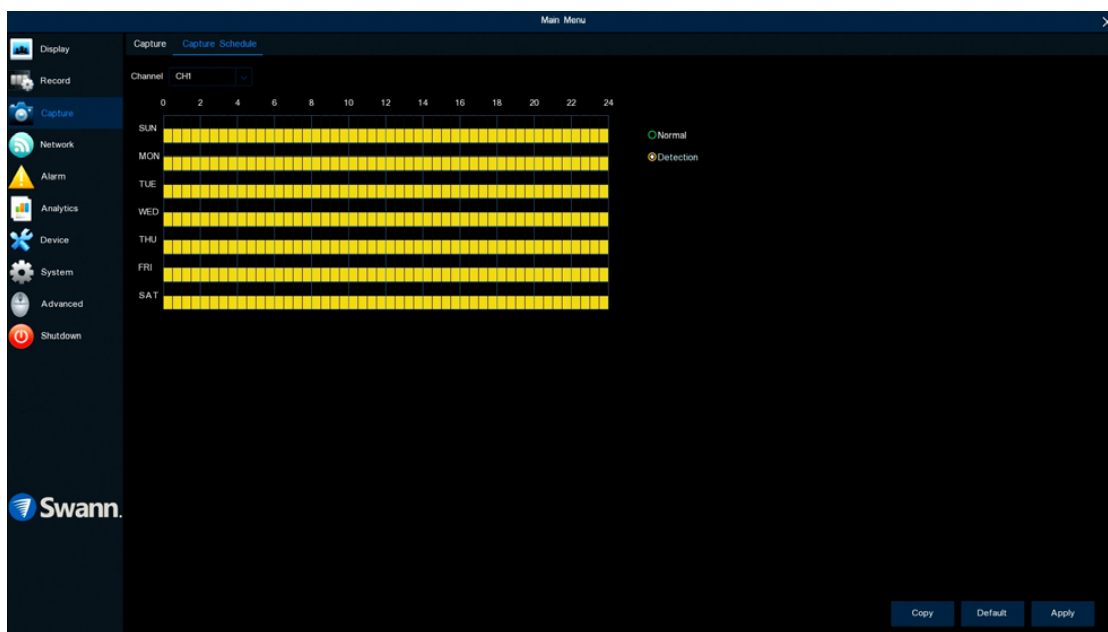 Main Menu
Display
Record
Capture
Network
Alarm
Analytics
Device
System
Advanced
Shutdown
Swann.
Capture Capture Schedule
Channel CH1
0 2 4 6 8 10 12 14 16 18 20 22 24
SUN
MON
TUE
WED
THU
FRI
SAT
Normal
Detection
Copy Default Apply